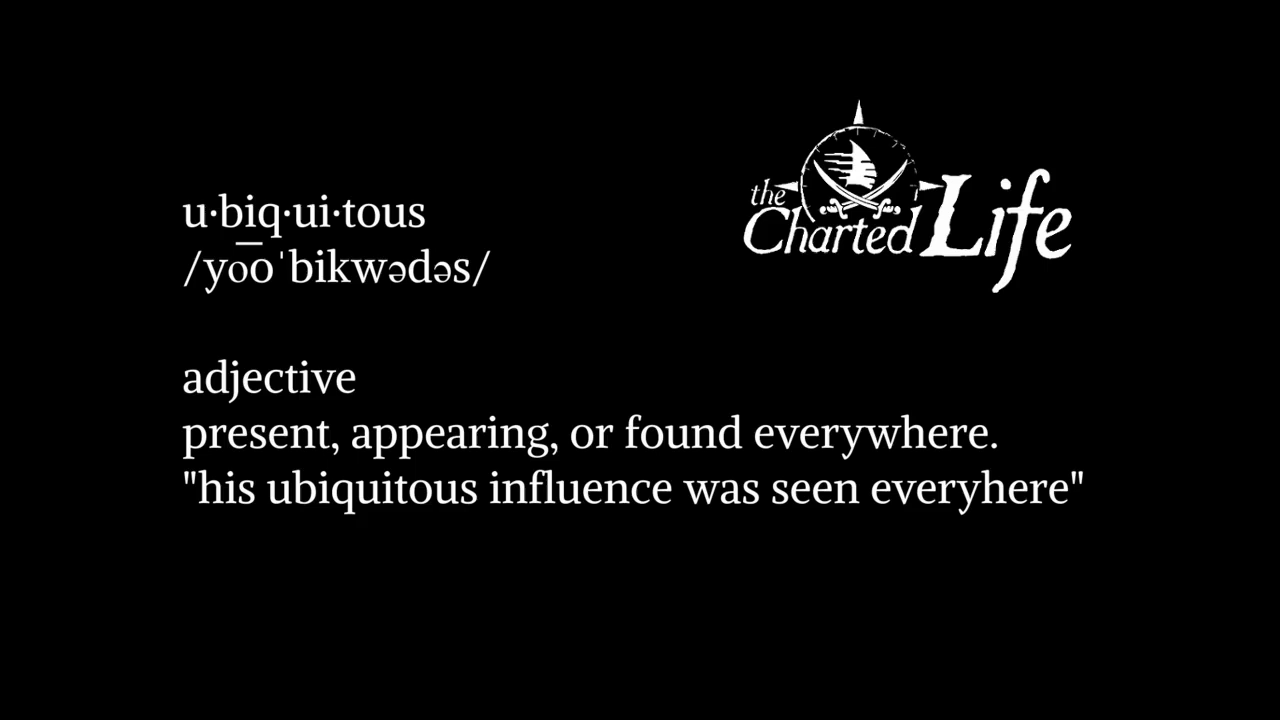 the
Charted Life
u·biq·ui·tous
/yo͞oˈbikwədəs/
adjective
present, appearing, or found everywhere.
"his ubiquitous influence was seen everyhere"